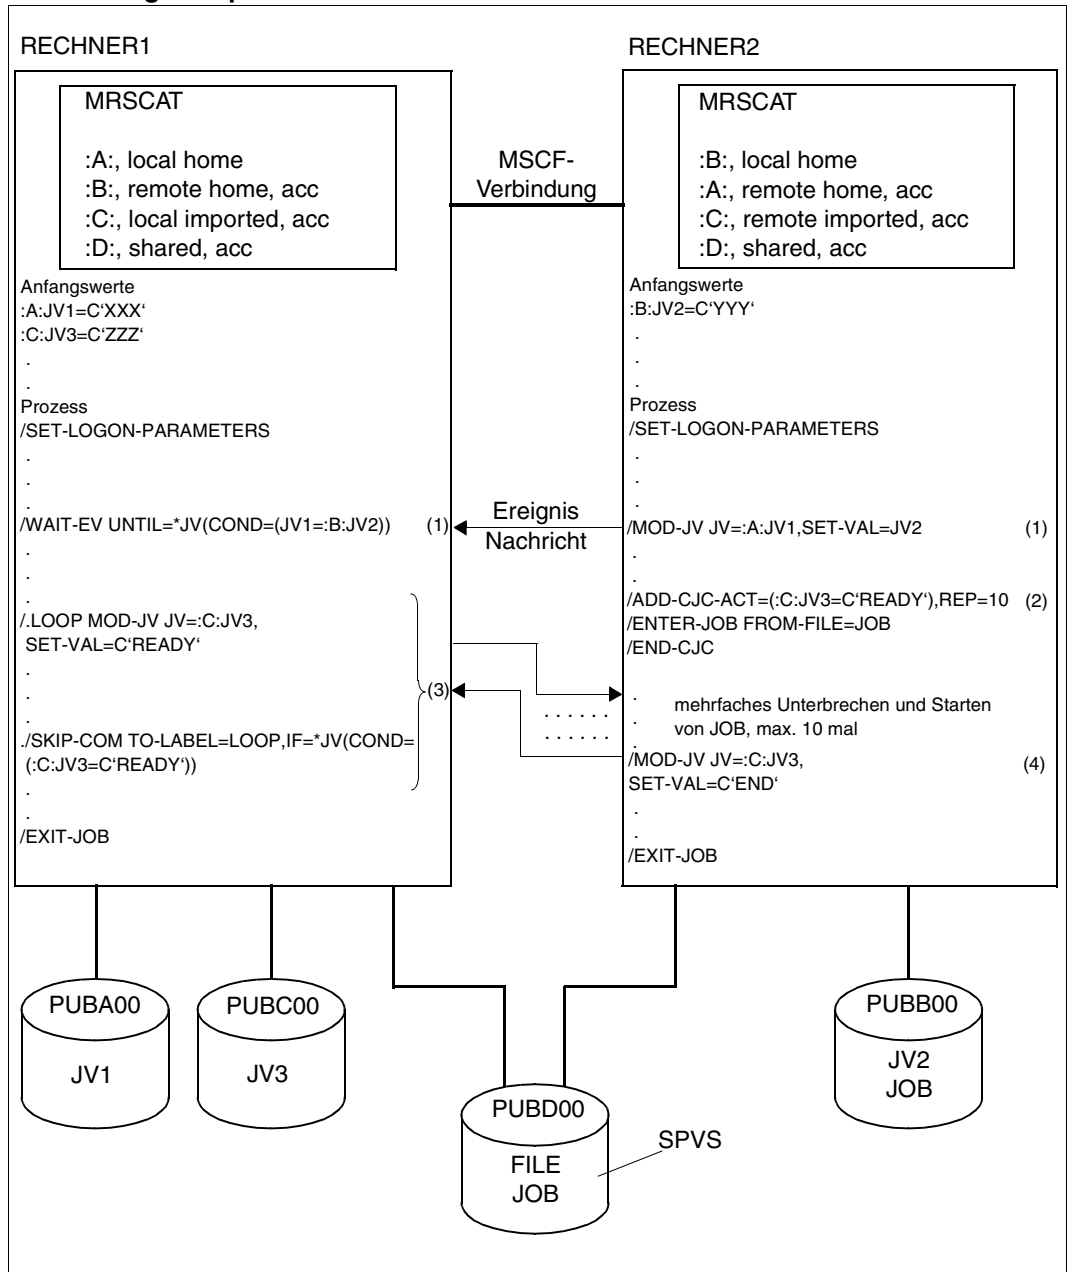 RECHNER1
MRSCAT
:A:, local home
:B:, remote home, acc
:C:, local imported, acc
:D:, shared, acc
Anfangswerte
:A:JV1=C‘XXX‘
:C:JV3=C‘ZZZ‘
.
.
Prozess
/SET-LOGON-PARAMETERS
.
.
.
/WAIT-EV UNTIL=*JV(COND=(JV1=:B:JV2)) (1)
.
.
.
/.LOOP MOD-JV JV=:C:JV3,
SET-VAL=C‘READY‘
.
.
.
(3)
./SKIP-COM TO-LABEL=LOOP,IF=*JV(COND=
(:C:JV3=C‘READY‘))
.
.
/EXIT-JOB
MSCF-
Verbindung
Ereignis
Nachricht
. . . . . .
. . . . . .
RECHNER2
MRSCAT
:B:, local home
:A:, remote home, acc
:C:, remote imported, acc
:D:, shared, acc
Anfangswerte
:B:JV2=C‘YYY‘
.
.
.
Prozess
/SET-LOGON-PARAMETERS
.
.
.
/MOD-JV JV=:A:JV1,SET-VAL=JV2 (1)
.
.
/ADD-CJC-ACT=(:C:JV3=C‘READY‘),REP=10 (2)
/ENTER-JOB FROM-FILE=JOB
/END-CJC
.
. mehrfaches Unterbrechen und Starten
von JOB, max. 10 mal
.
/MOD-JV JV=:C:JV3, (4)
SET-VAL=C‘END‘
.
.
/EXIT-JOB
PUBA00
JV1
PUBC00
JV3
PUBD00
FILE
JOB
SPVS
PUBB00
JV2
JOB